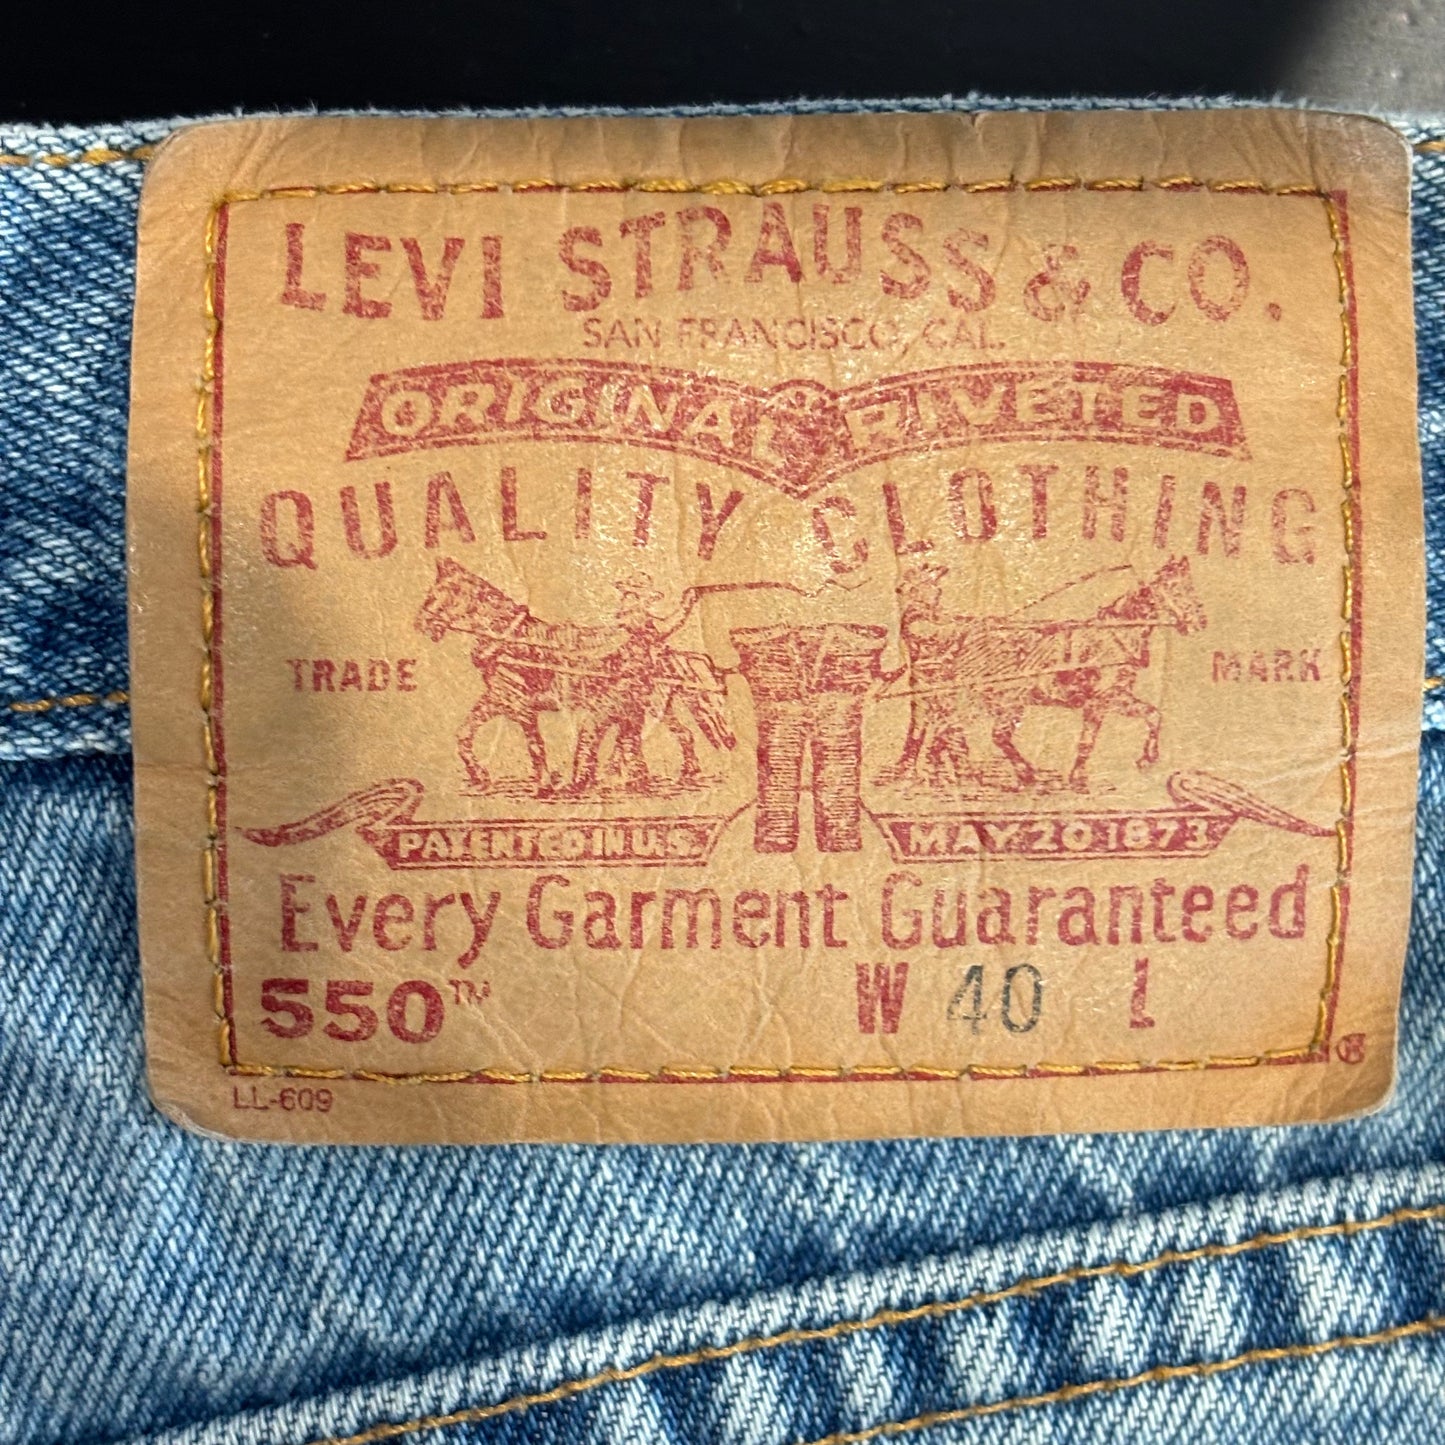 LEVI STRAUSS & CO.
SAN FRANCISCO, CAL.
ORIGINAL RIVETED
QUALITY CLOTHING
TRADE MARK
PATENTED IN U.S. MAY 20 1873
Every Garment Guaranteed
550™ W 40 L
®
LL-609